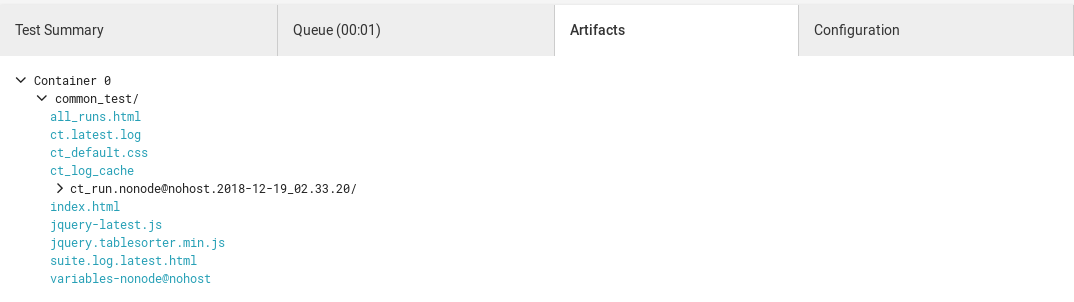 Test Summary Queue (00:01) Artifacts Configuration
Container 0
common_test/
all_runs.html
ct.latest.log
ct_default.css
ct_log_cache
ct_run.nonode@nohost.2018-12-19_02.33.20/
index.html
jquery-latest.js
jquery.tablesorter.min.js
suite.log.latest.html
variables-nonode@nohost